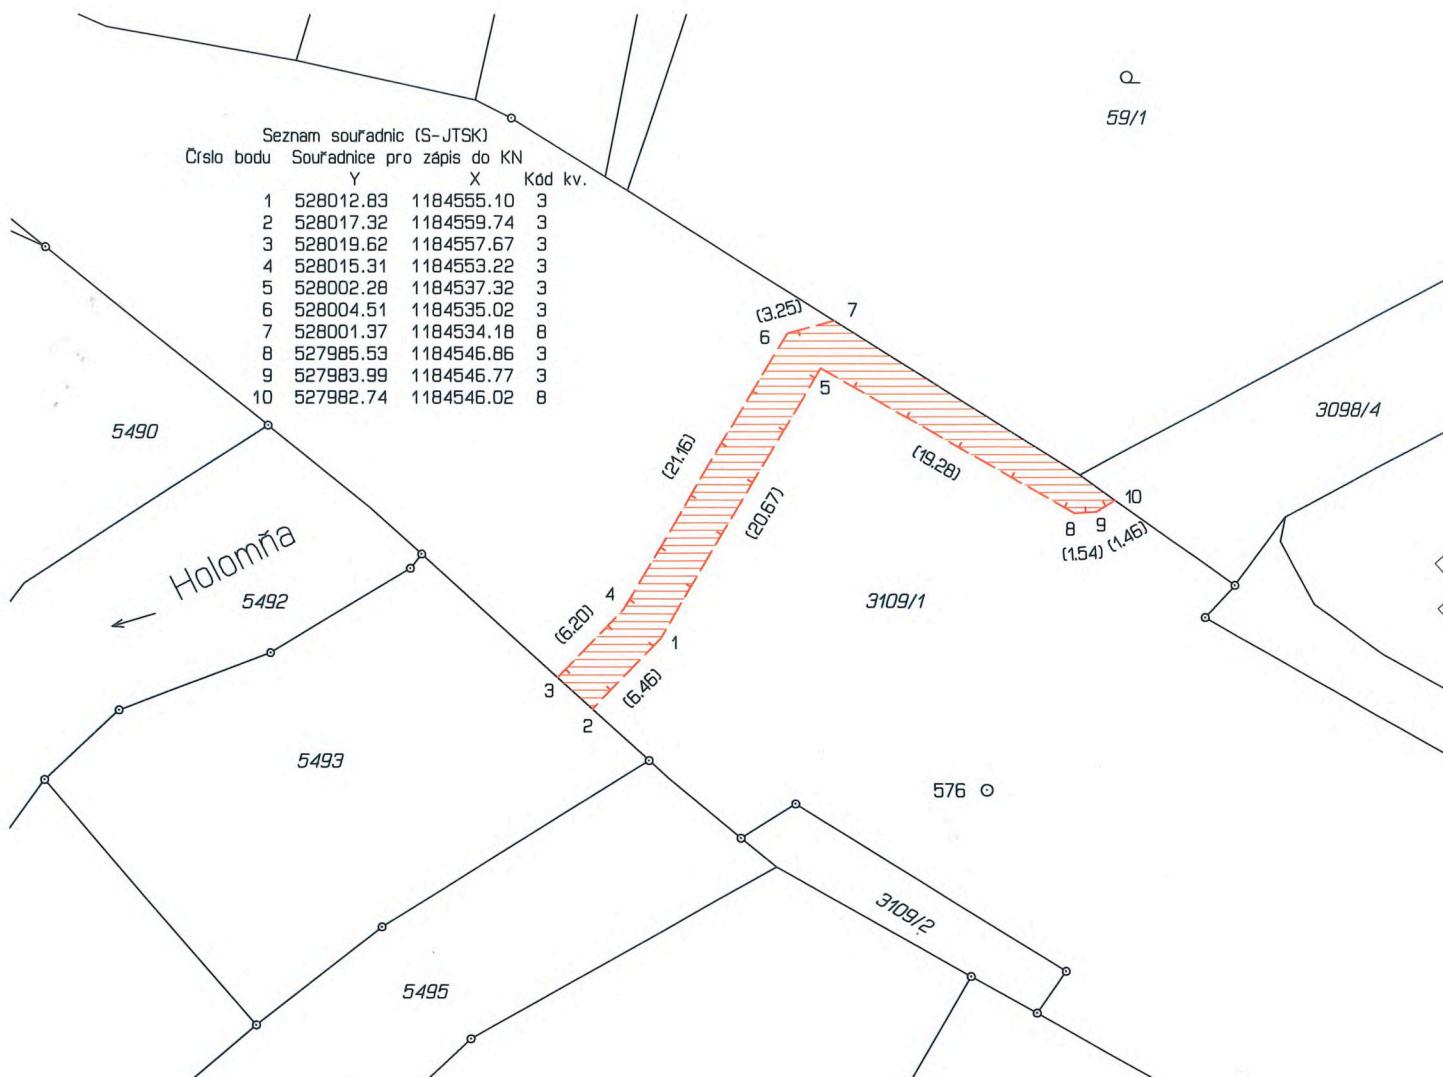 59/1
Seznam souřadnic (S-JTSK)
Číslo bodu Souřadnice pro zápis do KN
Y X Kód kv.
1 528012.83 1184555.10 3
2 528017.32 1184559.74 3
3 528019.62 1184557.67 3
4 528015.31 1184553.22 3
5 528002.28 1184537.32 3
6 528004.51 1184535.02 3
7 528001.37 1184534.18 8
8 527985.53 1184546.86 3
9 527983.99 1184546.77 3
10 527982.74 1184546.02 8
(3.25)
7
6
5
3098/4
5490
(21.16)
(19.28)
(20.67)
10
8
9
(1.54)
(1.46)
Holomňa
5492
4
3109/1
(6.20)
1
3
(6.46)
2
5493
576
3109/2
5495